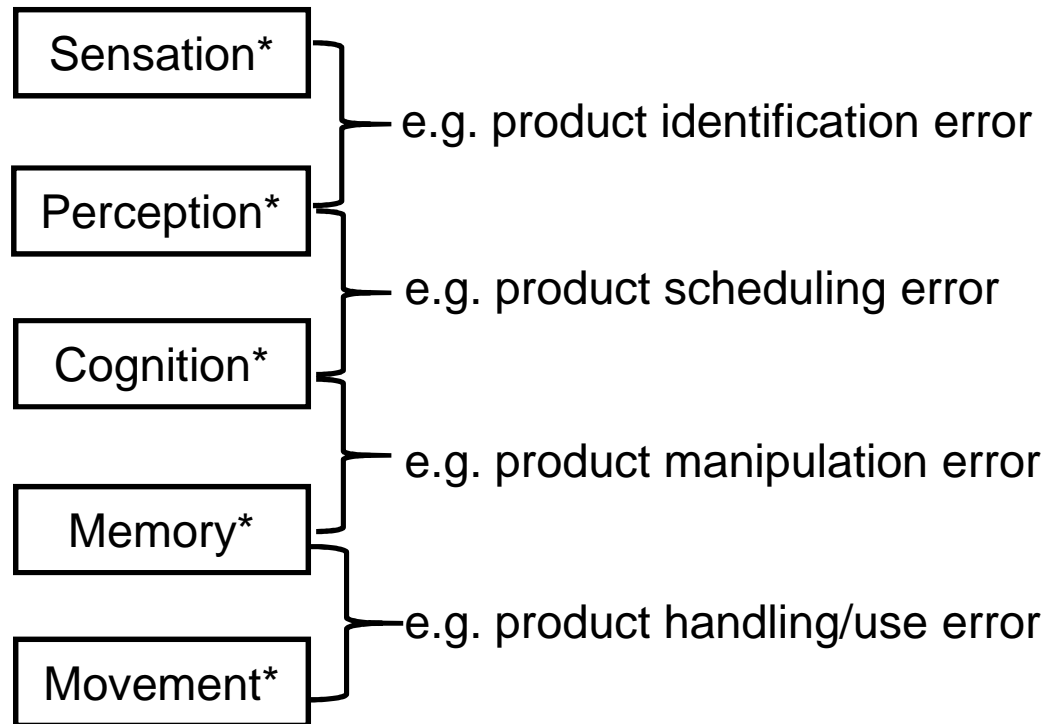 Sensation*
e.g. product identification error
Perception*
e.g. product scheduling error
Cognition*
e.g. product manipulation error
Memory*
e.g. product handling/use error
Movement*